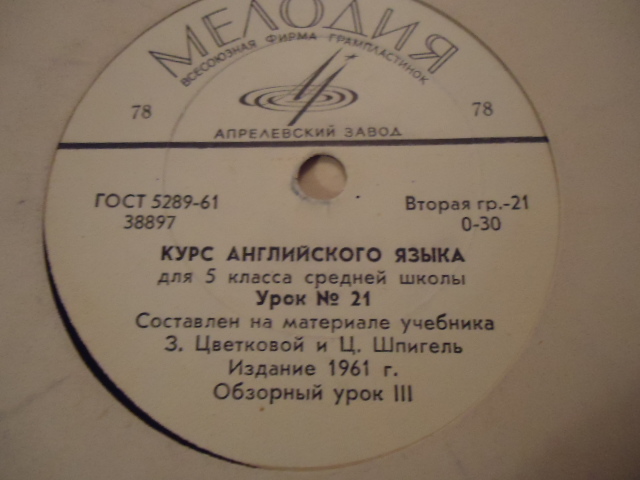 МЕЛОДИЯ
ВСЕСОЮЗНАЯ ФИРМА ГРАМПЛАСТИНОК
78 78
АПРЕЛЕВСКИЙ ЗАВОД
ГОСТ 5289-61 Вторая гр.-21
38897 0-30
КУРС АНГЛИЙСКОГО ЯЗЫКА
для 5 класса средней школы
Урок № 21
Составлен на материале учебника
З. Цветковой и Ц. Шпигель
Издание 1961 г.
Обзорный урок III